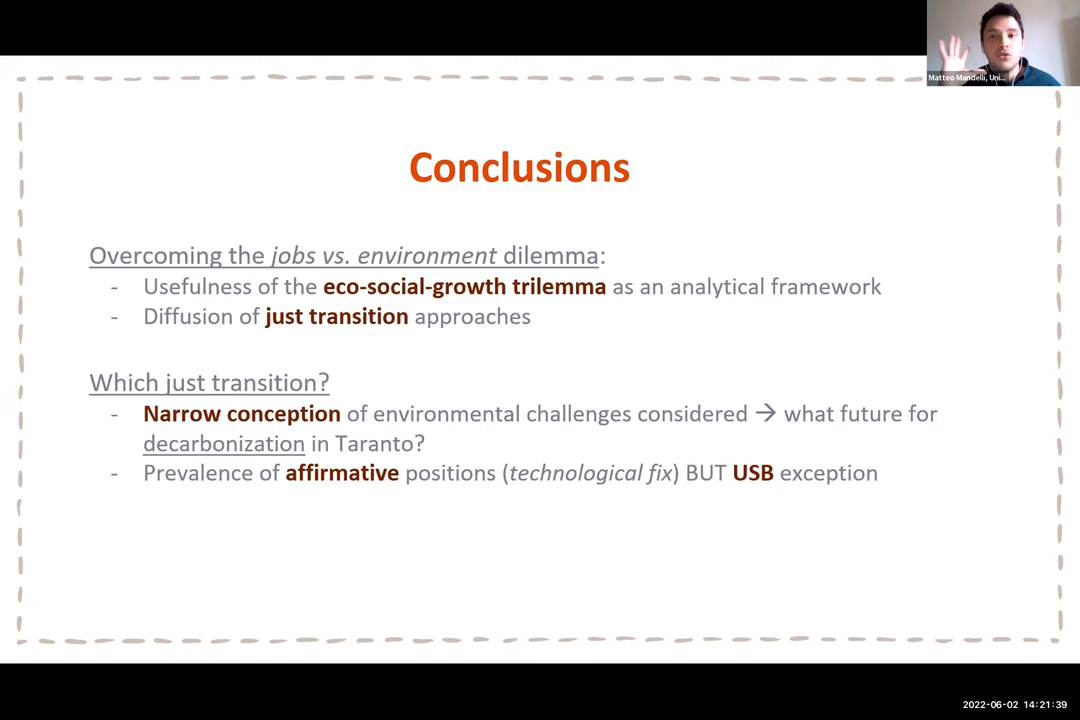 Matteo Mandelli, Uni...
Conclusions
Overcoming the jobs vs. environment dilemma:
- Usefulness of the eco-social-growth trilemma as an analytical framework
- Diffusion of just transition approaches
Which just transition?
- Narrow conception of environmental challenges considered → what future for
decarbonization in Taranto?
- Prevalence of affirmative positions (technological fix) BUT USB exception
2022-06-02 14:21:39